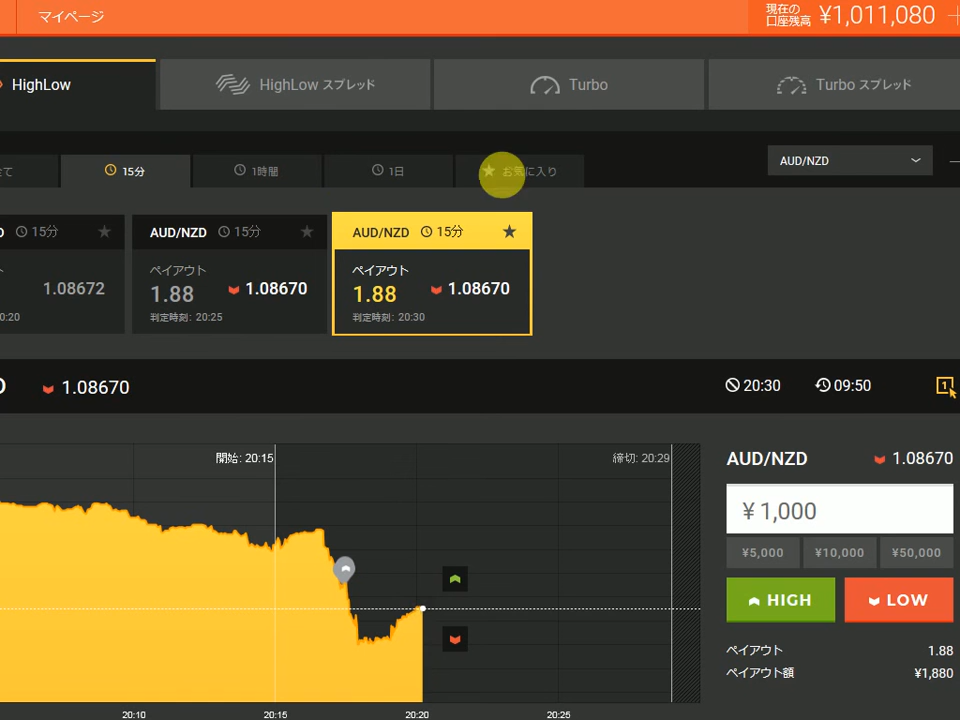 マイページ
現在の
口座残高 ¥1,011,080
HighLow
HighLow スプレッド
Turbo
Turbo スプレッド
て
15分
1時間
1日
お気に入り
AUD/NZD
15分
1.08672
0:20
AUD/NZD 15分
ペイアウト
1.88 1.08670
判定時刻: 20:25
AUD/NZD 15分
ペイアウト
1.88 1.08670
判定時刻: 20:30
1.08670
20:30
09:50
1
開始: 20:15
締切: 20:29
20:10
20:15
20:20
20:25
AUD/NZD 1.08670
¥ 1,000
¥5,000
¥10,000
¥50,000
HIGH
LOW
ペイアウト 1.88
ペイアウト額 ¥1,880